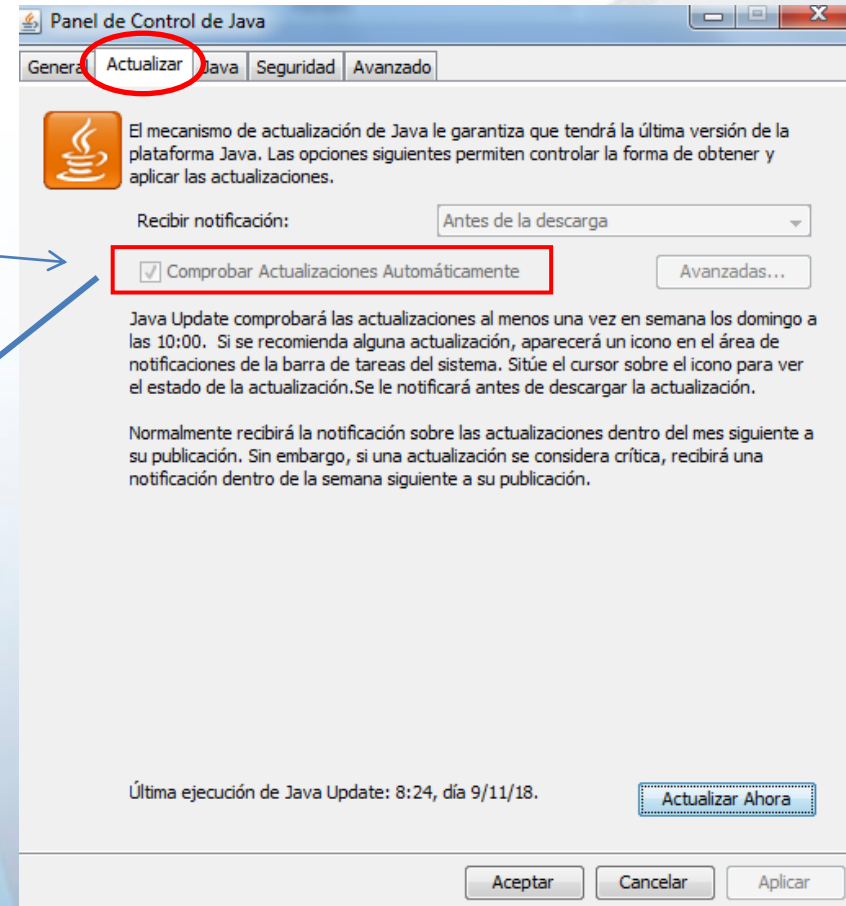 Panel de Control de Java
General Actualizar Java Seguridad Avanzado
El mecanismo de actualización de Java le garantiza que tendrá la última versión de la
plataforma Java. Las opciones siguientes permiten controlar la forma de obtener y
aplicar las actualizaciones.
Recibir notificación: Antes de la descarga
Comprobar Actualizaciones Automáticamente Avanzadas...
Java Update comprobará las actualizaciones al menos una vez en semana los domingo a
las 10:00. Si se recomienda alguna actualización, aparecerá un icono en el área de
notificaciones de la barra de tareas del sistema. Sitúe el cursor sobre el icono para ver
el estado de la actualización.Se le notificará antes de descargar la actualización.
Normalmente recibirá la notificación sobre las actualizaciones dentro del mes siguiente a
su publicación. Sin embargo, si una actualización se considera crítica, recibirá una
notificación dentro de la semana siguiente a su publicación.
Última ejecución de Java Update: 8:24, día 9/11/18. Actualizar Ahora
Aceptar Cancelar Aplicar